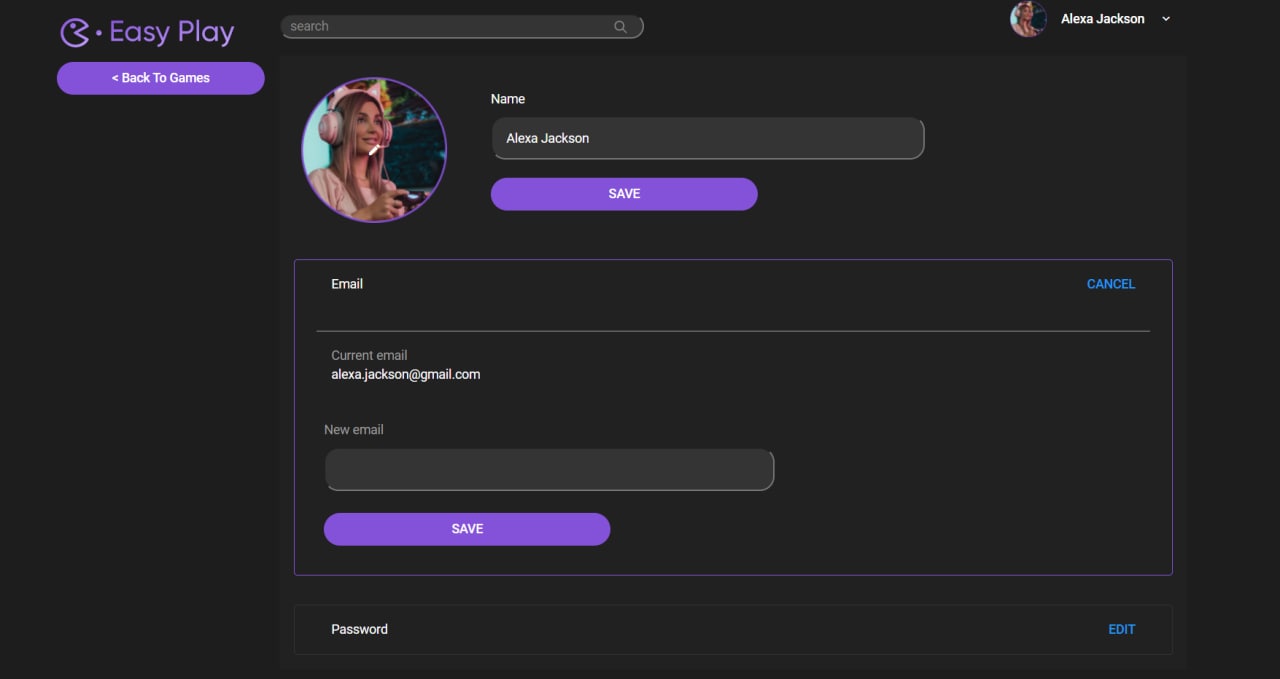 Easy Play
search
Alexa Jackson
< Back To Games
Name
Alexa Jackson
SAVE
Email
CANCEL
Current email
alexa.jackson@gmail.com
New email
SAVE
Password
EDIT